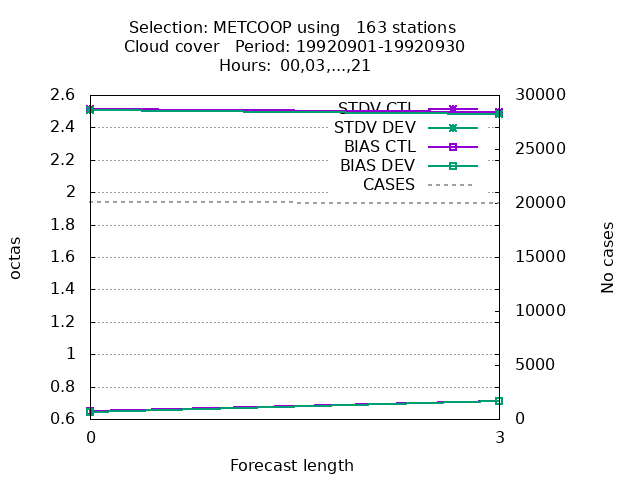 Selection: METCOOP using   163 stations
Cloud cover   Period: 19920901-19920930
Hours: 00,03,...,21
2.6
2.4
2.2
2
1.8
1.6
1.4
1.2
1
0.8
0.6
30000
25000
20000
15000
10000
5000
0
STDV CTL
STDV DEV
BIAS CTL
BIAS DEV
CASES
octas
No cases
0
3
Forecast length